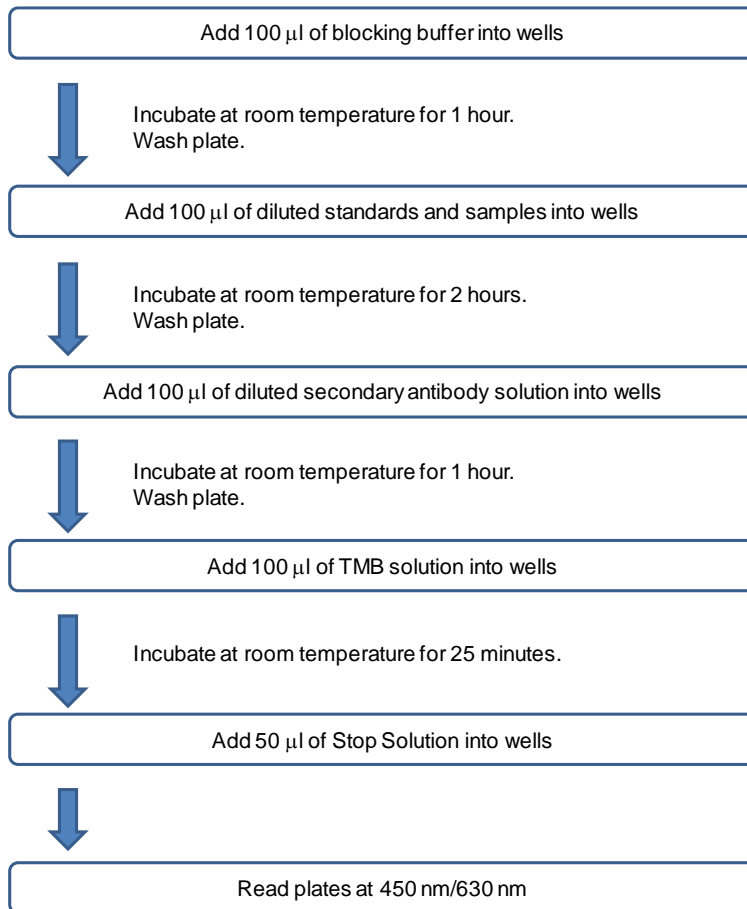 Add 100 μl of blocking buffer into wells
Incubate at room temperature for 1 hour.
Wash plate.
Add 100 μl of diluted standards and samples into wells
Incubate at room temperature for 2 hours.
Wash plate.
Add 100 μl of diluted secondary antibody solution into wells
Incubate at room temperature for 1 hour.
Wash plate.
Add 100 μl of TMB solution into wells
Incubate at room temperature for 25 minutes.
Add 50 μl of Stop Solution into wells
Read plates at 450 nm/630 nm